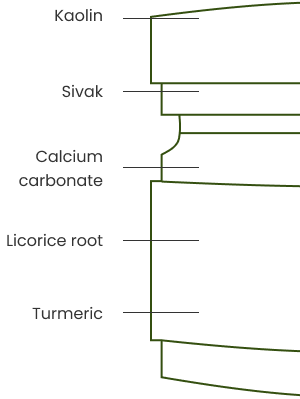 Kaolin
Sivak
Calcium
carbonate
Licorice root
Turmeric